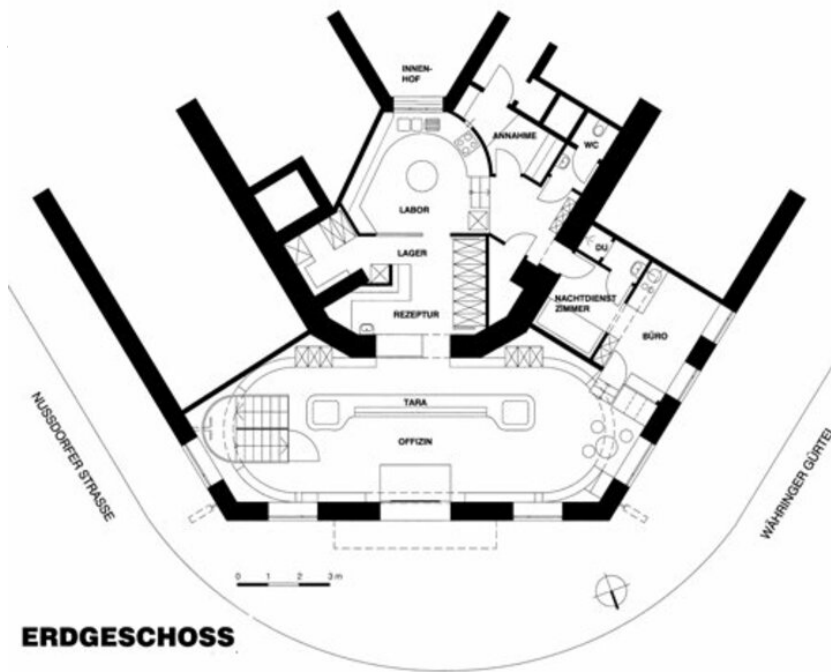 INNEN-
HOF
ANNAHME
WC
LABOR
LAGER
DU
NACHTDIENST
ZIMMER
REZEPTUR
BÜRO
TARA
OFFIZIN
NUSSDORFER STRASSE
WÄHRINGER GÜRTEL
0 1 2 3 m
ERDGESCHOSS